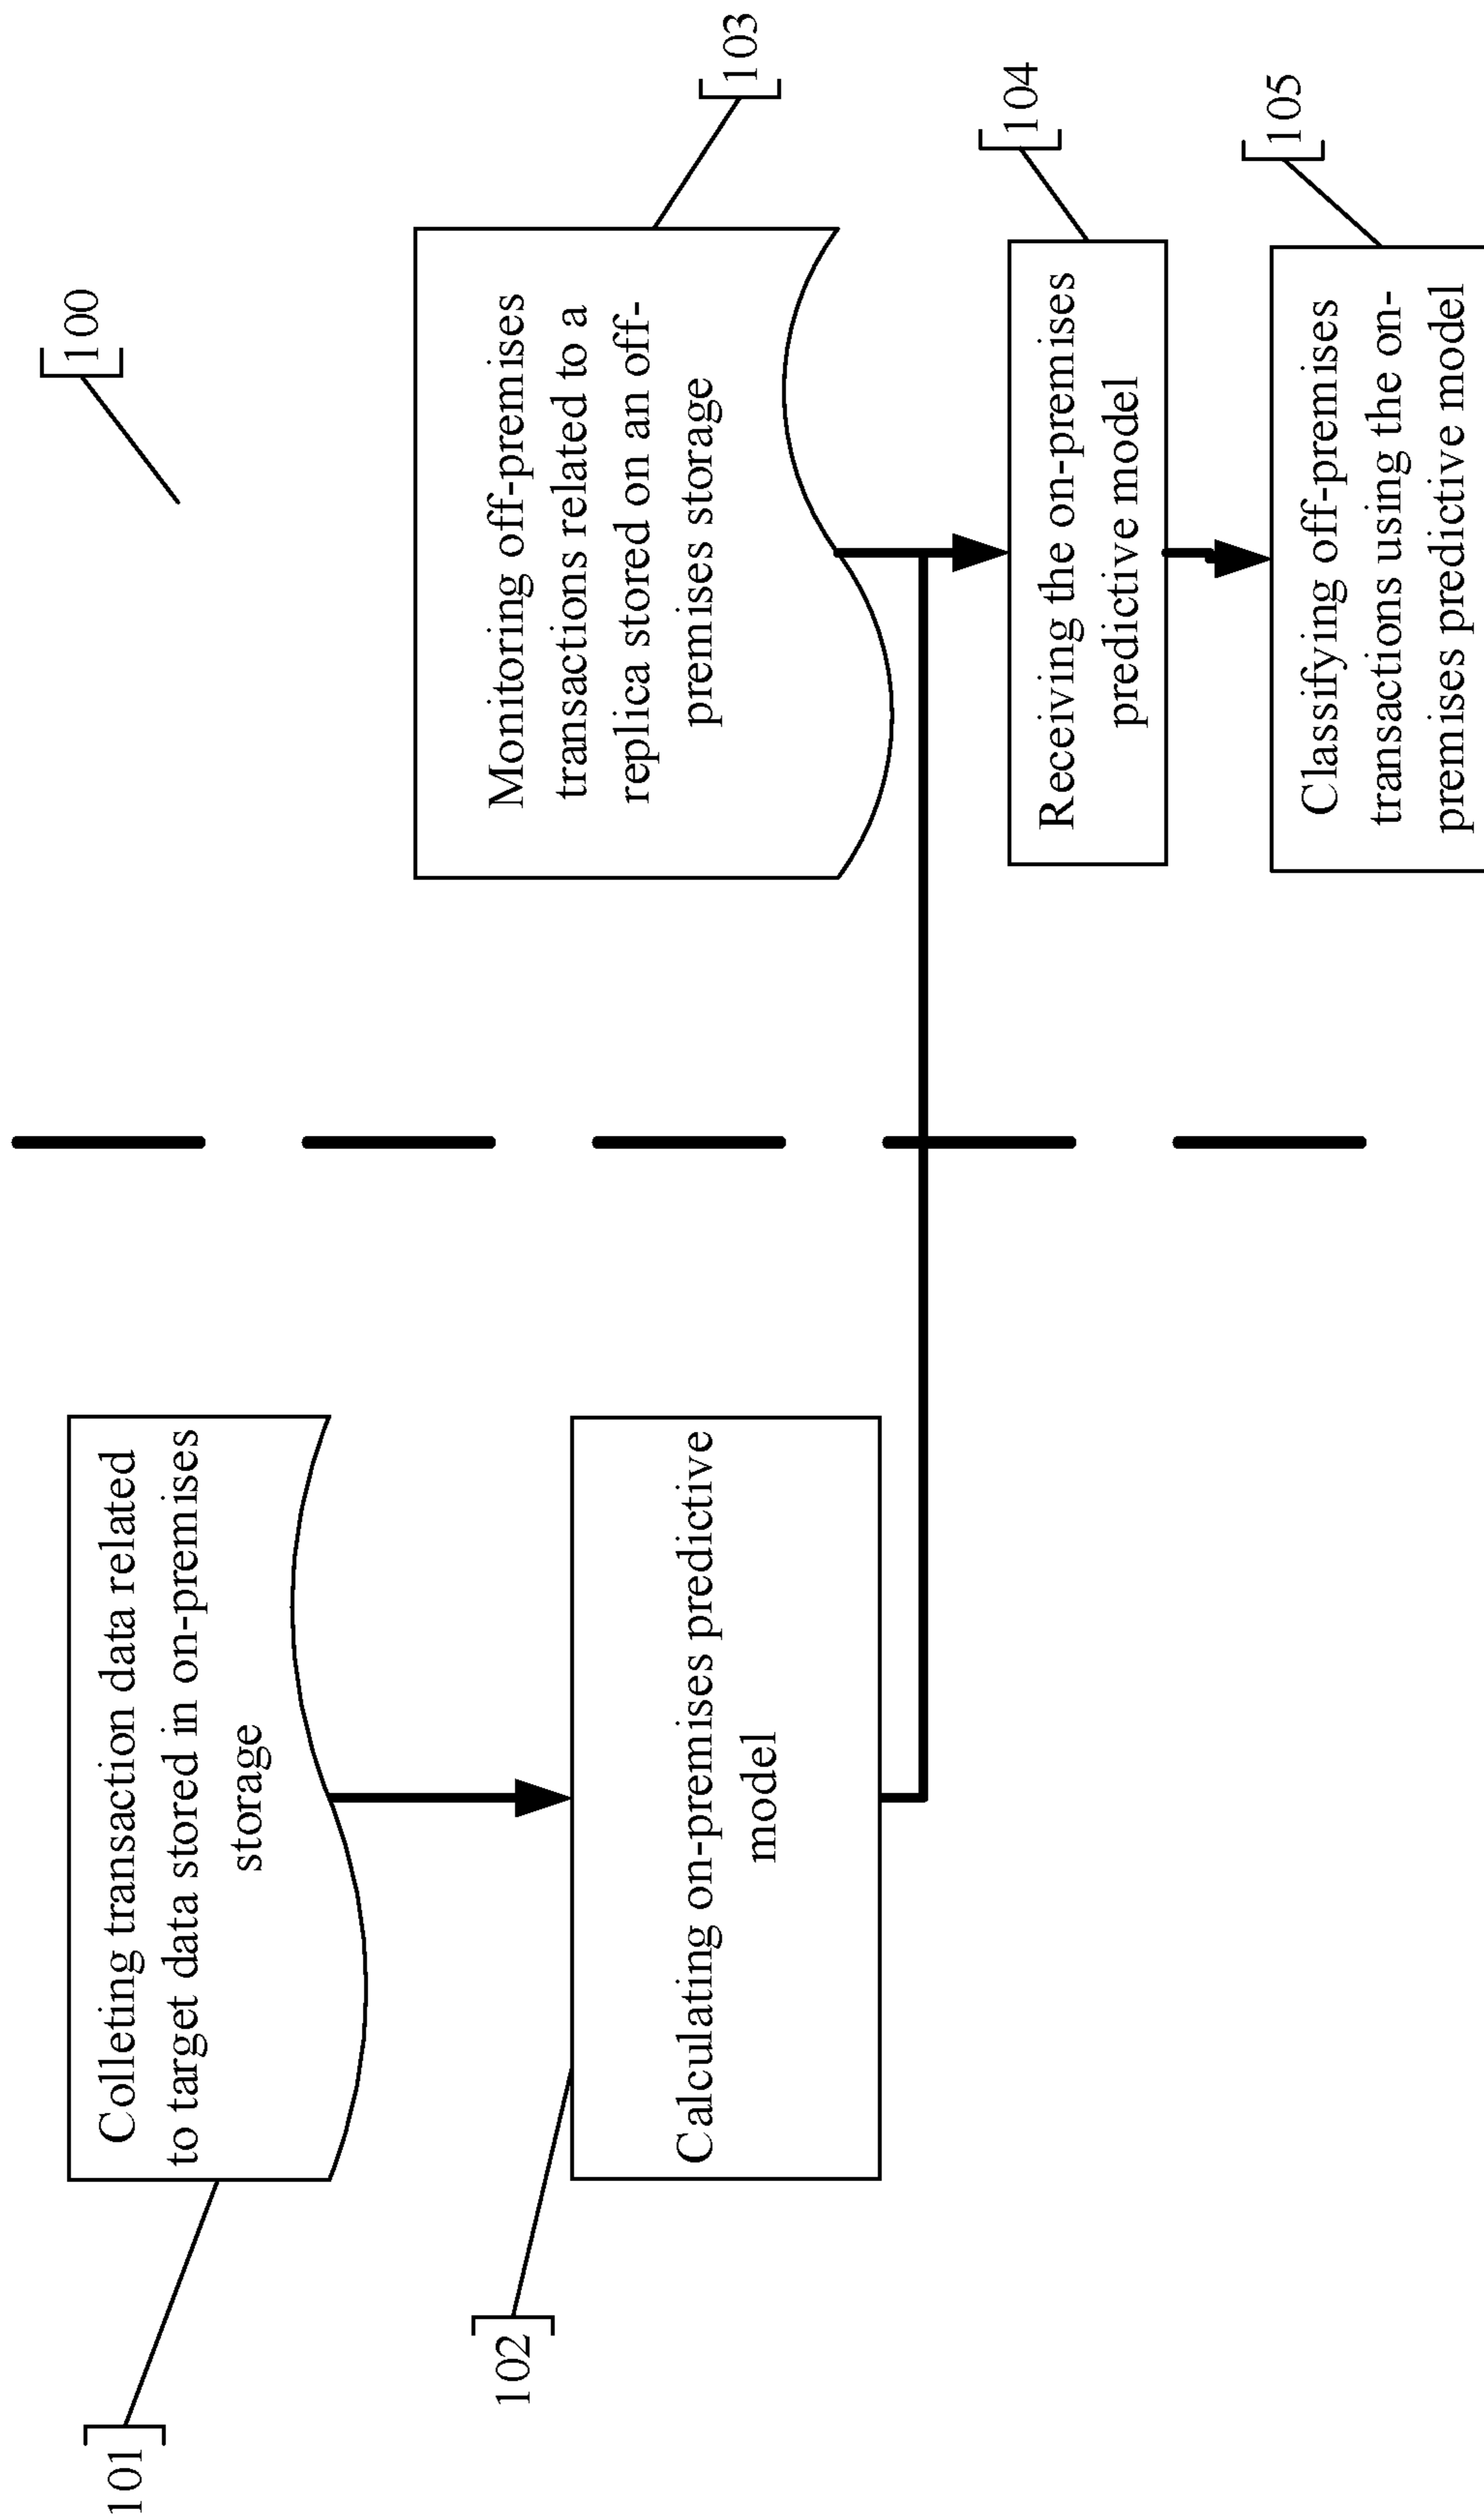 100
101
Colleting transaction data related
to target data stored in on-premises
storage
102
Calculating on-premises predictive
model
103
Monitoring off-premises
transactions related to a
replica stored on an off-
premises storage
104
Receiving the on-premises
predictive model
105
Classifying off-premises
transactions using the on-
premises predictive model